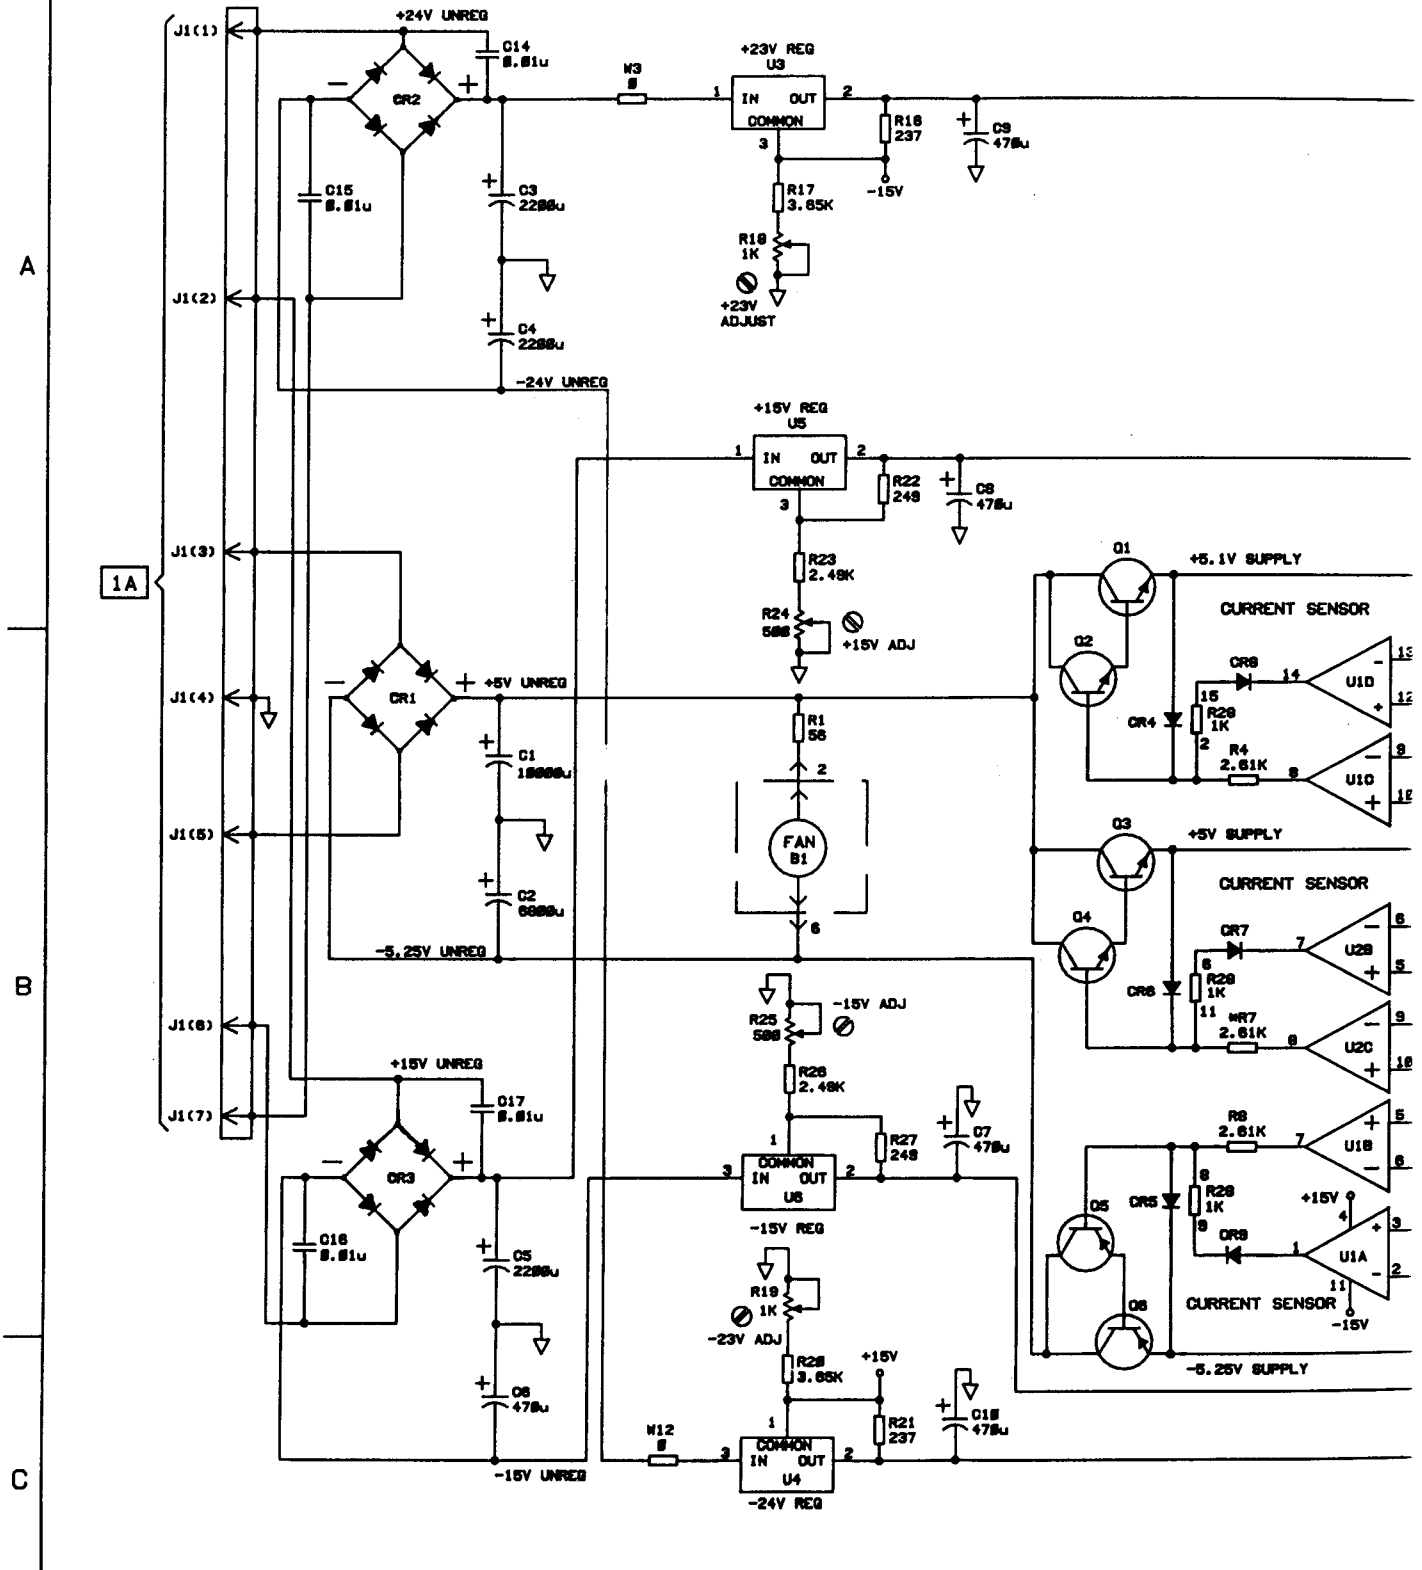 +24V UNREG
J1(1)
C14
0.01u
+23V REG
U3
W3
0
1
IN OUT
2
COMMON
3
CR2
- +
R16
237
+
C9
470u
-15V
C15
0.01u
+
C3
2200u
R17
3.65K
R18
1K
+23V
ADJUST
A
J1(2)
+
C4
2200u
-24V UNREG
+15V REG
U5
1
IN OUT
2
COMMON
3
R22
249
+
C8
470u
J1(3)
1A
R23
2.49K
R24
500
+15V ADJ
Q1
+5.1V SUPPLY
CURRENT SENSOR
Q2
CR8
14
- 13
U1D
+ 12
15
R28
1K
2
CR4
R4
2.61K
8
- 9
U1C
+ 10
J1(4)
- +
CR1
+5V UNREG
R1
56
+
C1
10000u
2
FAN
B1
6
J1(5)
+
C2
6800u
-5.25V UNREG
Q3
+5V SUPPLY
CURRENT SENSOR
Q4
CR7
7
- 6
U2B
+ 5
6
R28
1K
11
CR6
*R7
2.61K
8
- 9
U2C
+ 10
B
-15V ADJ
R25
500
R26
2.49K
J1(6)
+15V UNREG
C17
0.01u
J1(7)
+
C7
470u
R27
249
1
COMMON
3
IN OUT
2
U6
-15V REG
- +
CR3
C16
0.01u
+
C5
2200u
R8
2.61K
7
+ 5
U1B
- 6
8
R28
1K
9
CR5
Q5
CR9
+15V
4
1
+ 3
U1A
- 2
11
-15V
CURRENT SENSOR
Q6
-5.25V SUPPLY
R19
1K
-23V ADJ
R20
3.65K
+15V
+
C6
470u
+
C10
470u
R21
237
W12
0
1
COMMON
3
IN OUT
2
U4
-24V REG
-15V UNREG
C